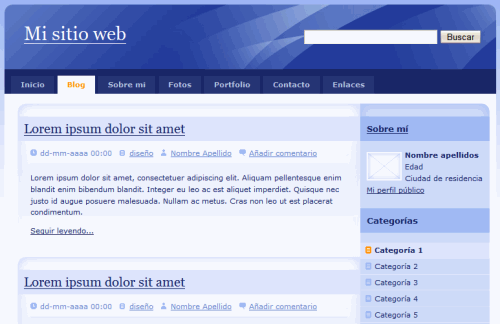 Mi sitio web
Buscar
Inicio Blog Sobre mi Fotos Portfolio Contacto Enlaces
Lorem ipsum dolor sit amet
dd-mm-aaaa 00:00 diseño Nombre Apellido Añadir comentario
Lorem ipsum dolor sit amet, consectetuer adipiscing elit. Aliquam pellentesque enim
blandit enim bibendum blandit. Integer eu leo ac est aliquet imperdiet. Quisque nec
justo id augue posuere malesuada. Nullam ac metus. Cras non leo ut est placerat
condimentum.
Seguir leyendo...
Lorem ipsum dolor sit amet
dd-mm-aaaa 00:00 diseño Nombre Apellido Añadir comentario
Sobre mí
Nombre apellidos
Edad
Ciudad de residencia
Mi perfil público
Categorías
Categoría 1
Categoría 2
Categoría 3
Categoría 4
Categoría 5